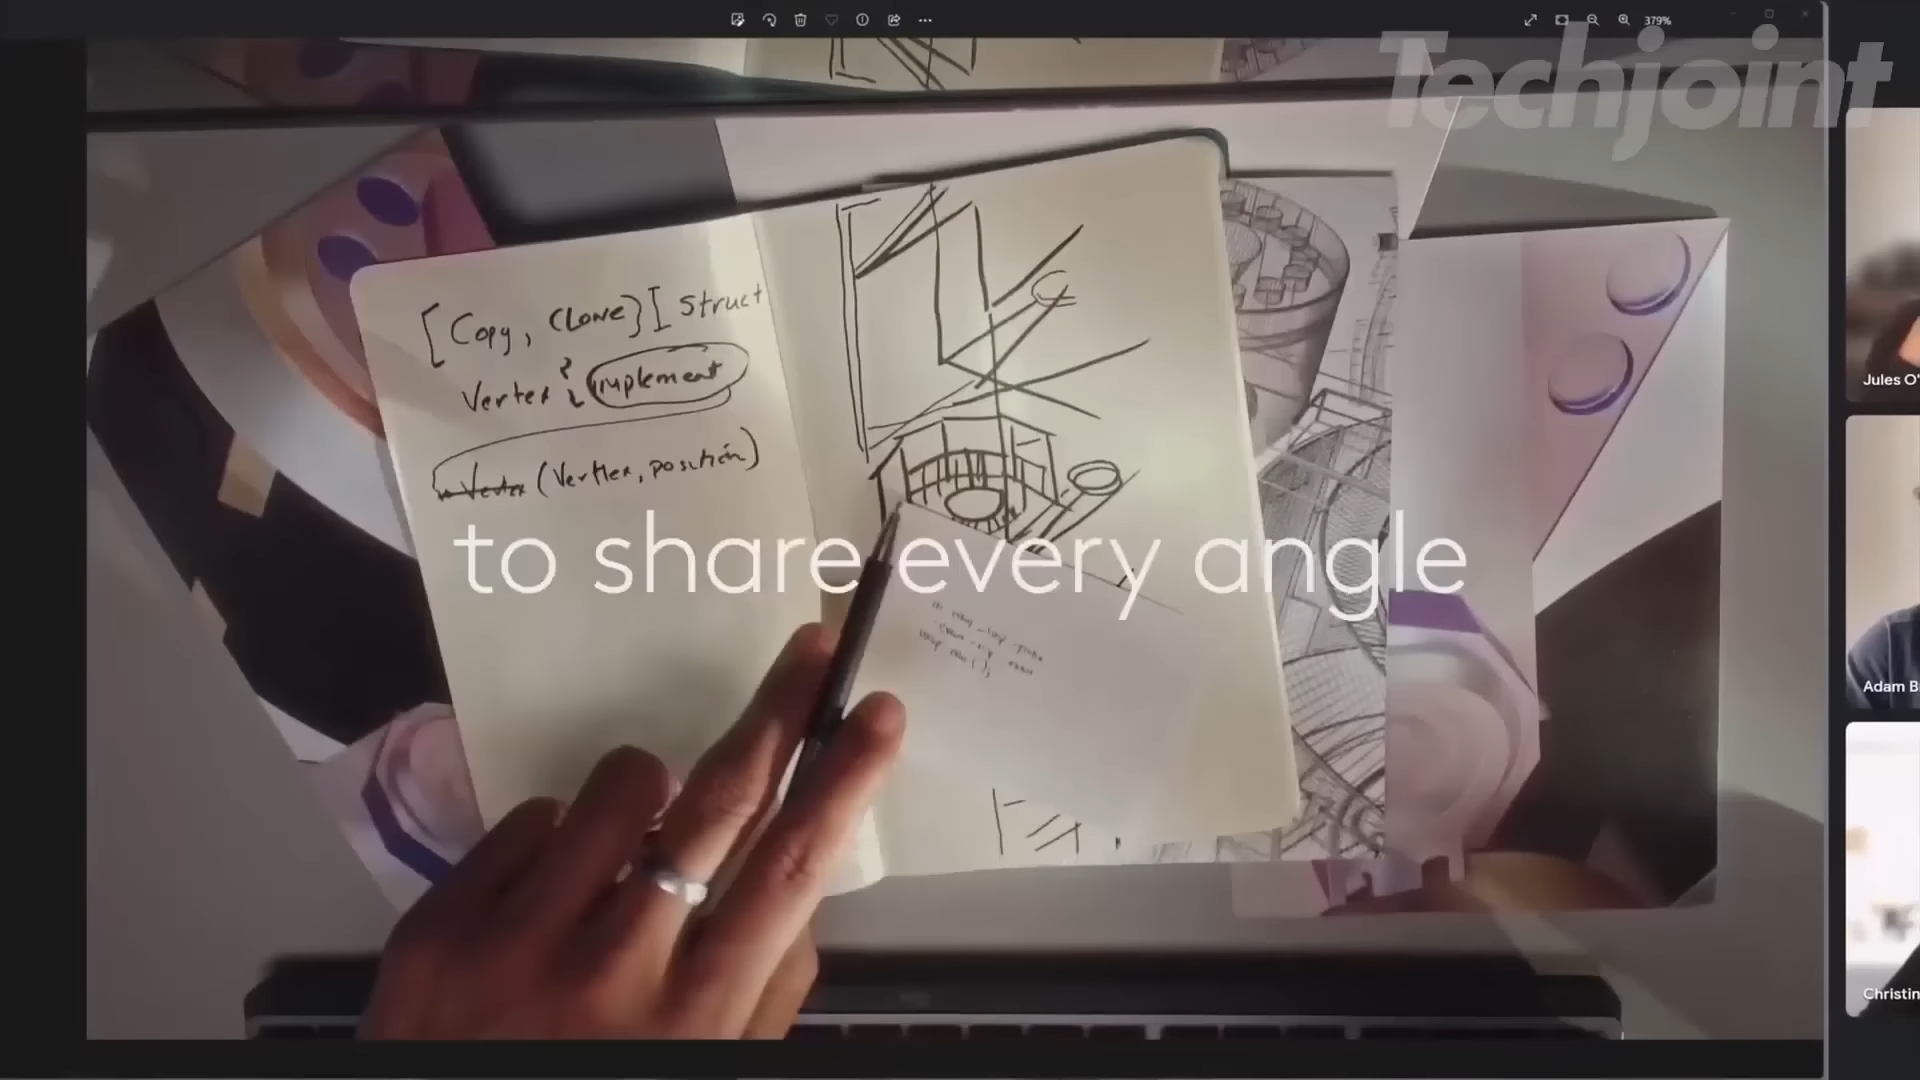 379%
Techjoint
[Copy, CLONE}] Struct
Vertex { implement
Vertex (Vertex, position)
to share every angle
Jules O'
Adam B
Christin